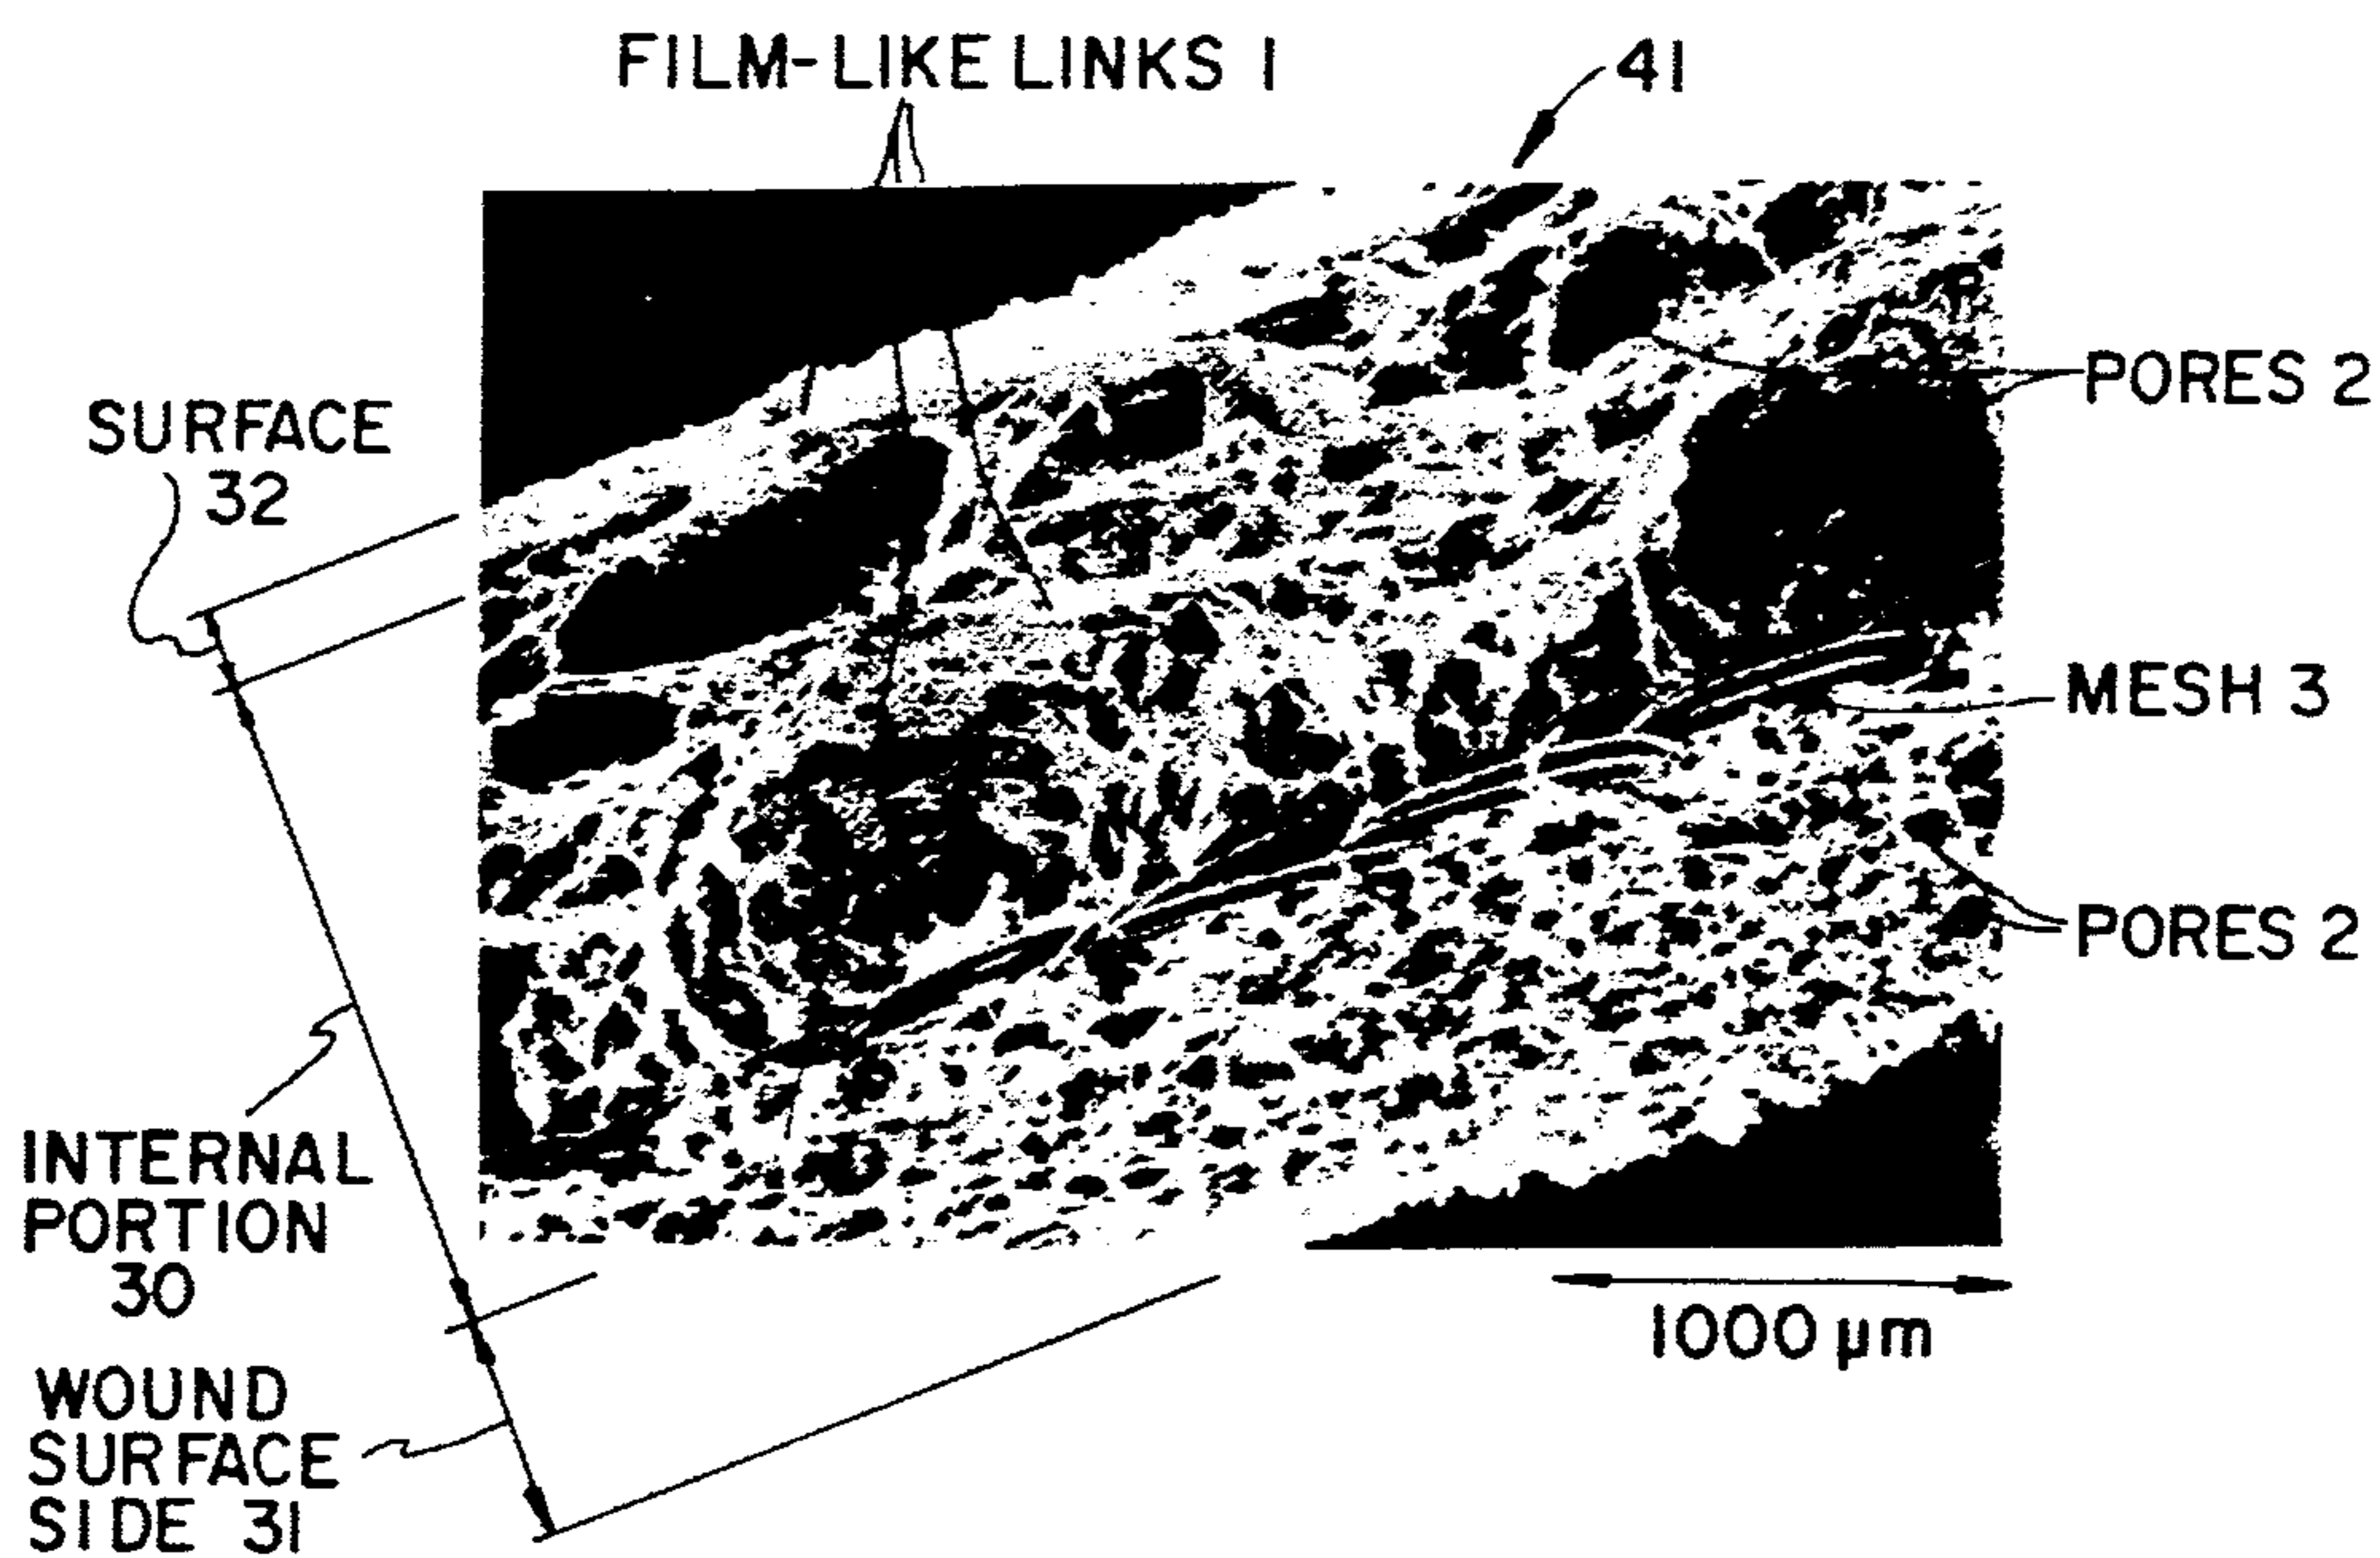 FILM-LIKE LINKS 1
41
SURFACE
32
PORES 2
MESH 3
PORES 2
INTERNAL
PORTION
30
WOUND
SURFACE
SIDE 31
1000 µm